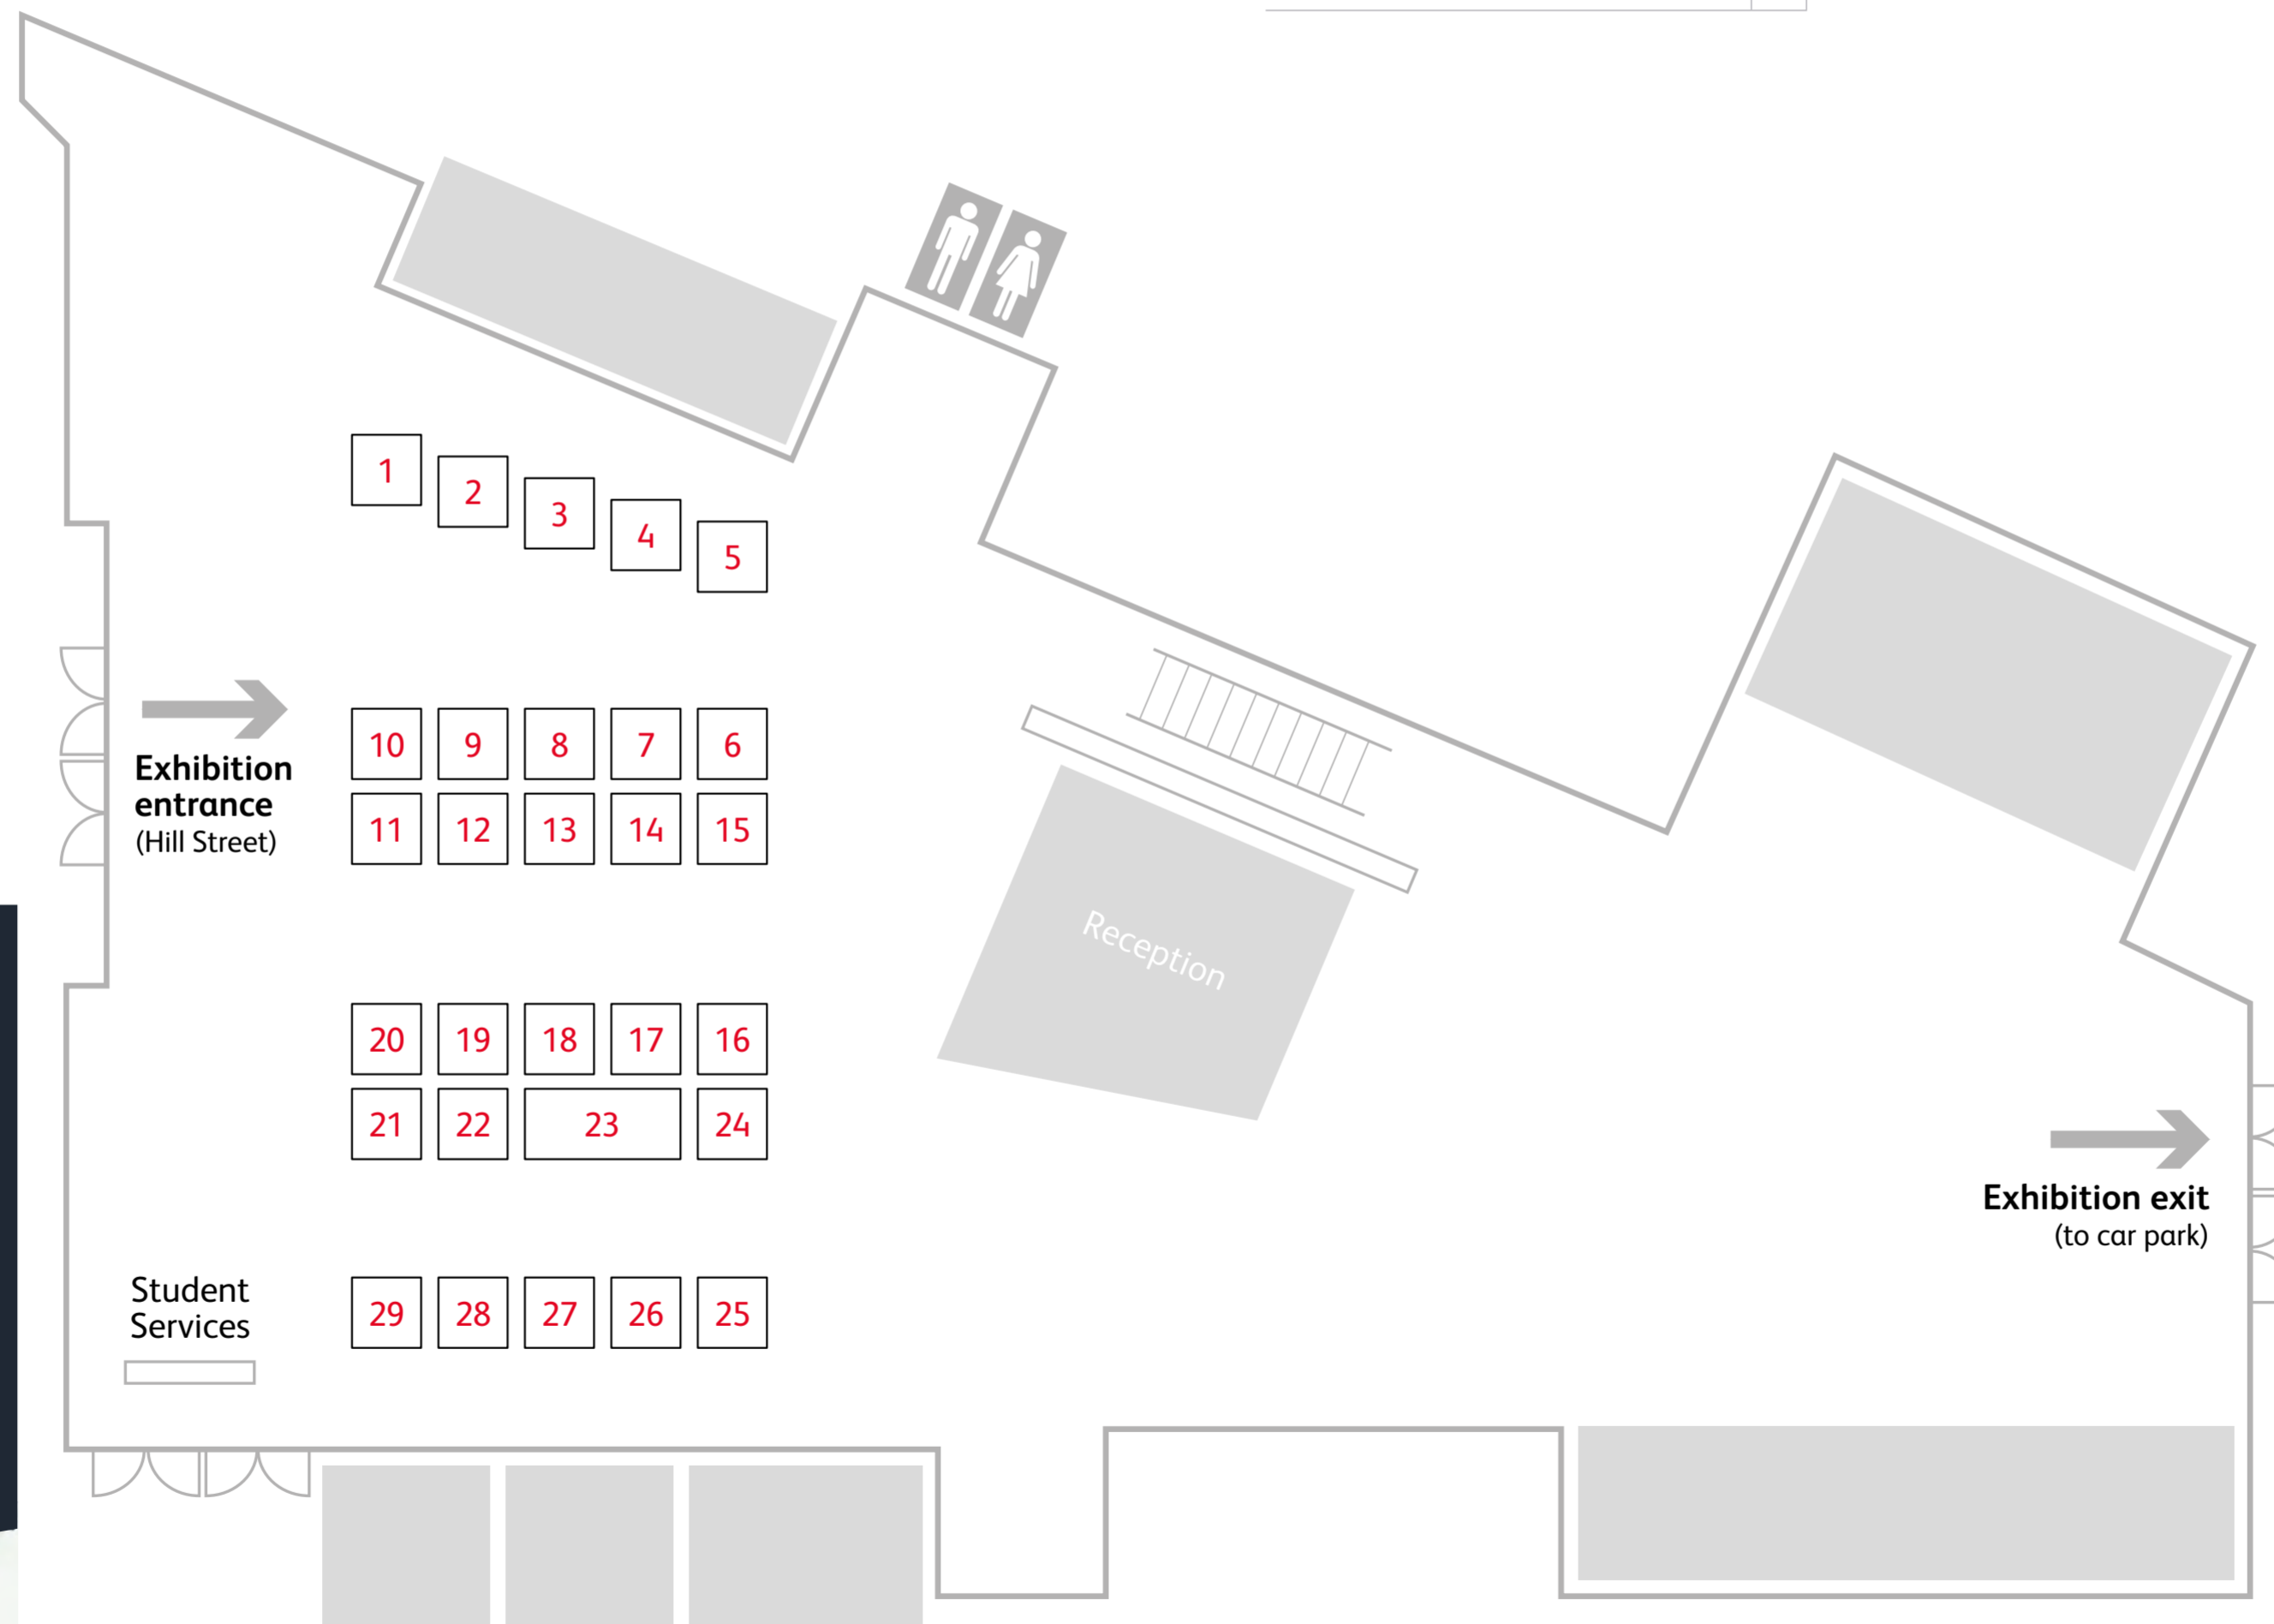 1
2
3
4
5
10 9 8 7 6
Exhibition
entrance
(Hill Street)
11 12 13 14 15
Reception
20 19 18 17 16
21 22 23 24
Exhibition exit
(to car park)
Student
Services
29 28 27 26 25